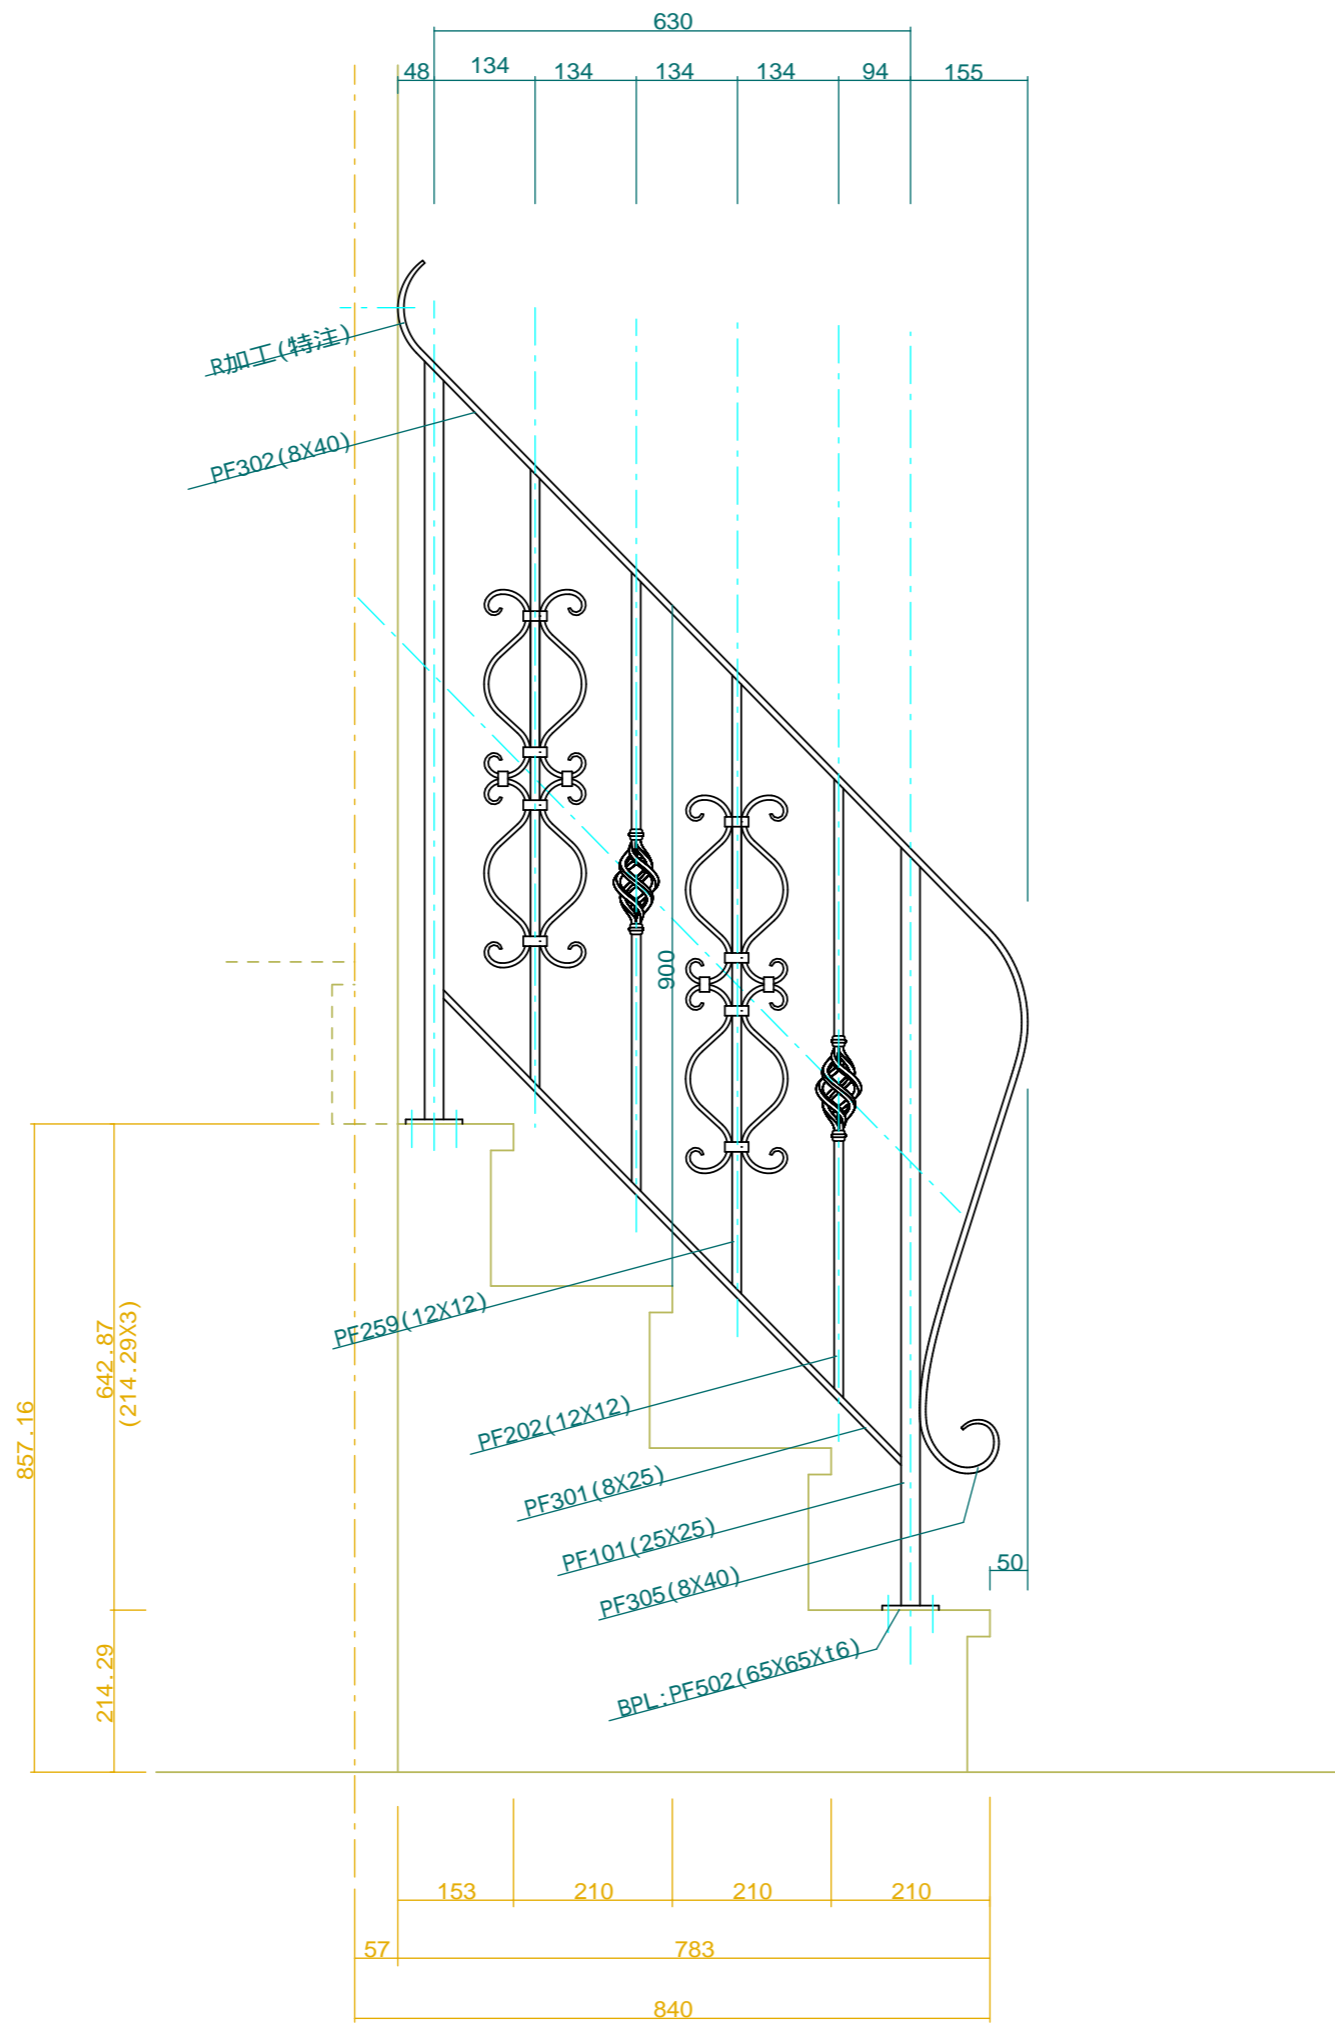 630
48
134
134
134
134
94
155
R加工(特注)
PF302(8X40)
900
PF259(12X12)
PF202(12X12)
PF301(8X25)
PF101(25X25)
PF305(8X40)
50
BPL:PF502(65X65Xt6)
857.16
642.87
(214.29X3)
214.29
153
210
210
210
57
783
840